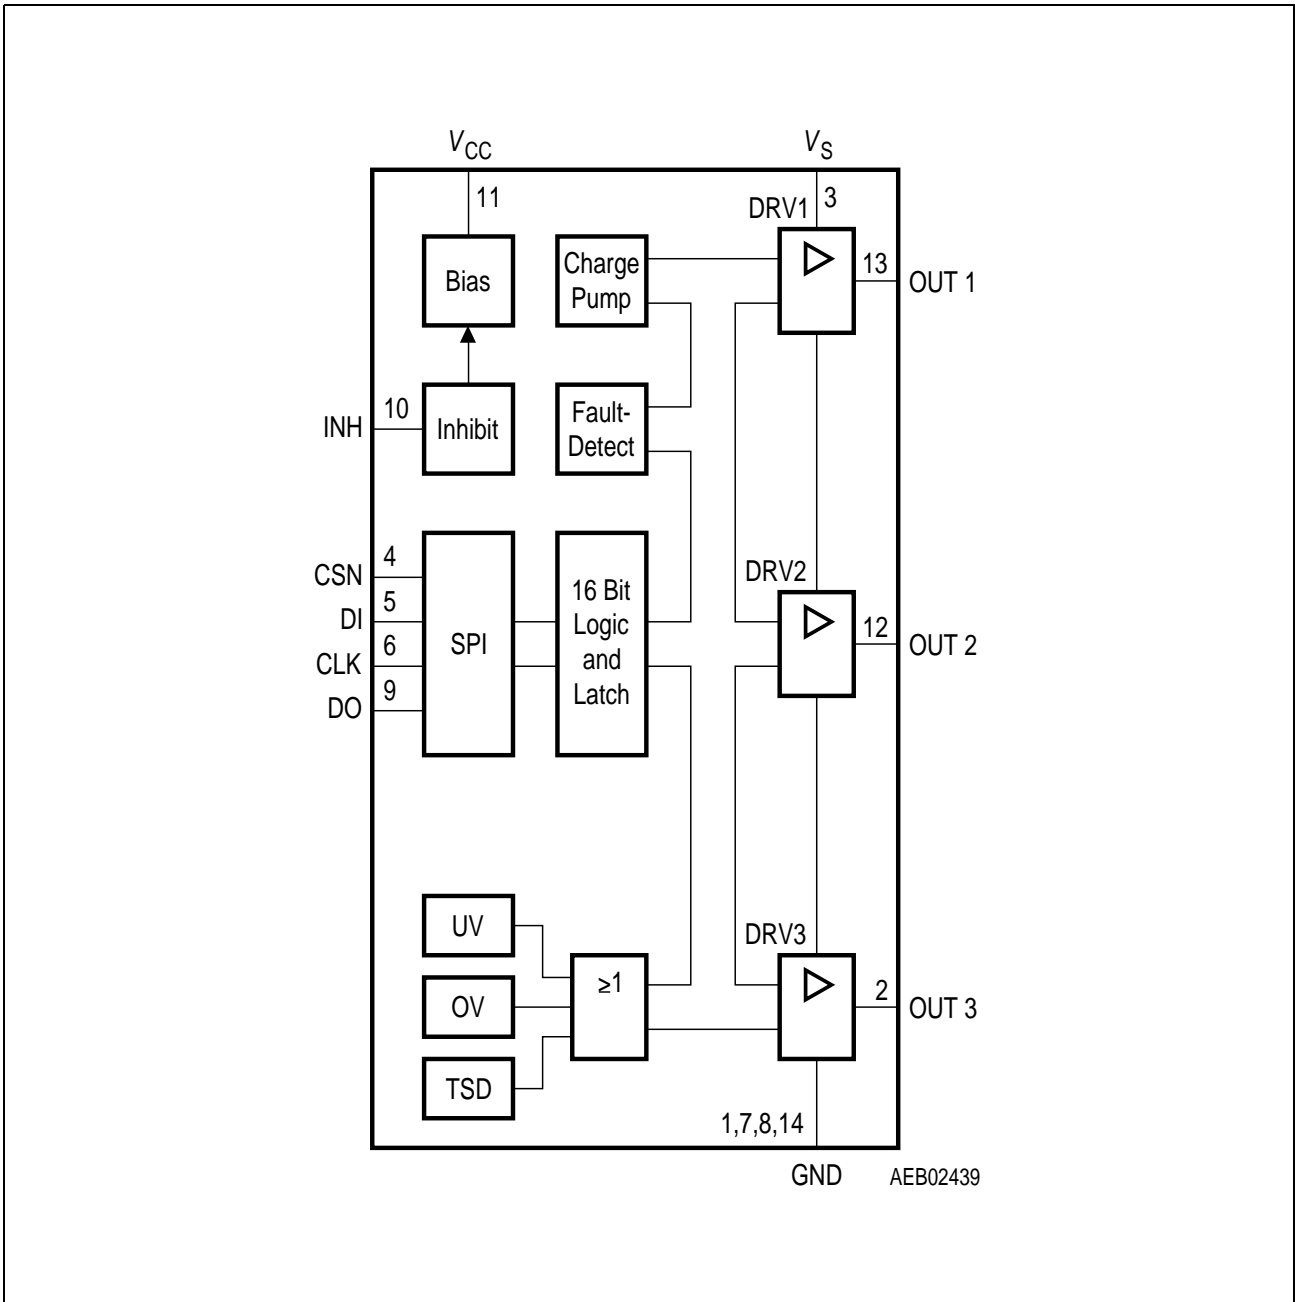 VCC
VS
11
3
DRV1
Bias
Charge
Pump
13
OUT 1
INH
10
Inhibit
Fault-
Detect
CSN
4
DI
5
CLK
6
DO
9
SPI
16 Bit
Logic
and
Latch
DRV2
12
OUT 2
UV
OV
TSD
≥1
DRV3
2
OUT 3
1,7,8,14
GND
AEB02439